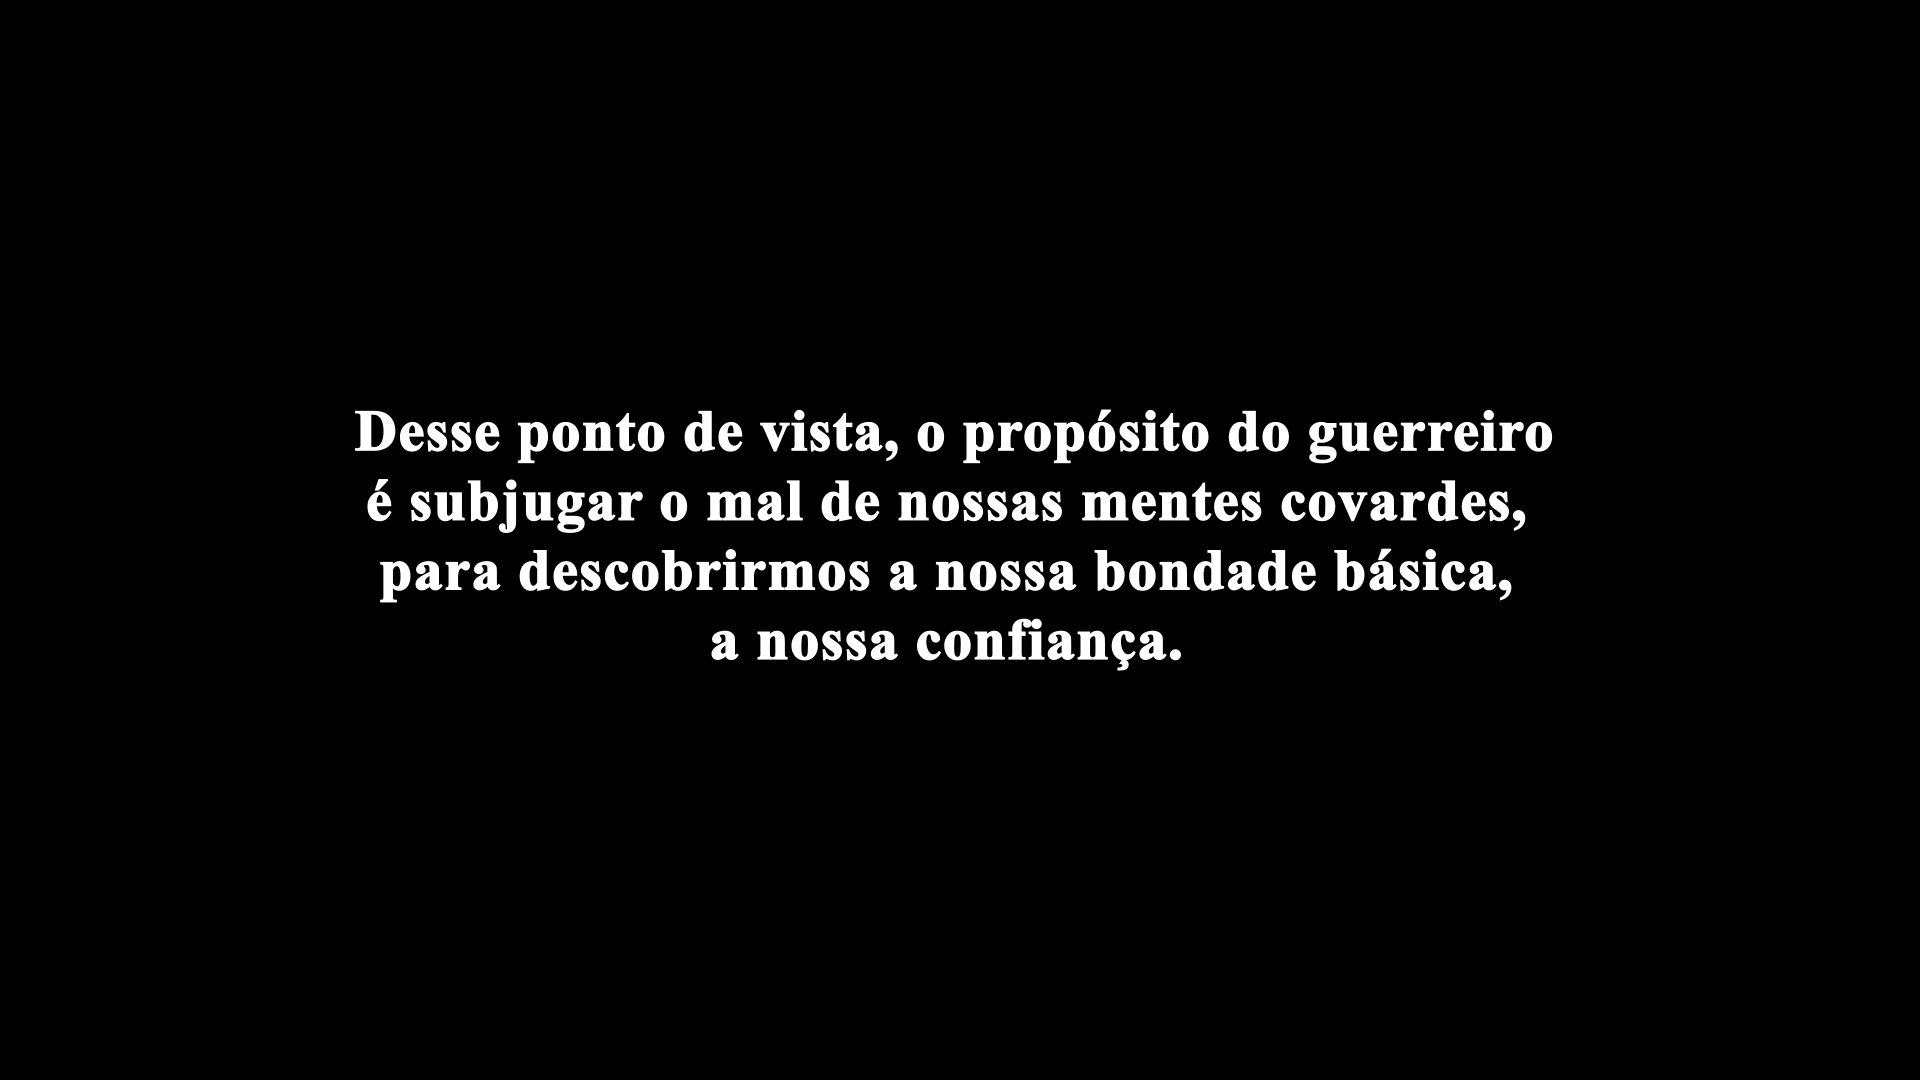 Desse ponto de vista, o propósito do guerreiro
é subjugar o mal de nossas mentes covardes,
para descobrirmos a nossa bondade básica,
a nossa confiança.